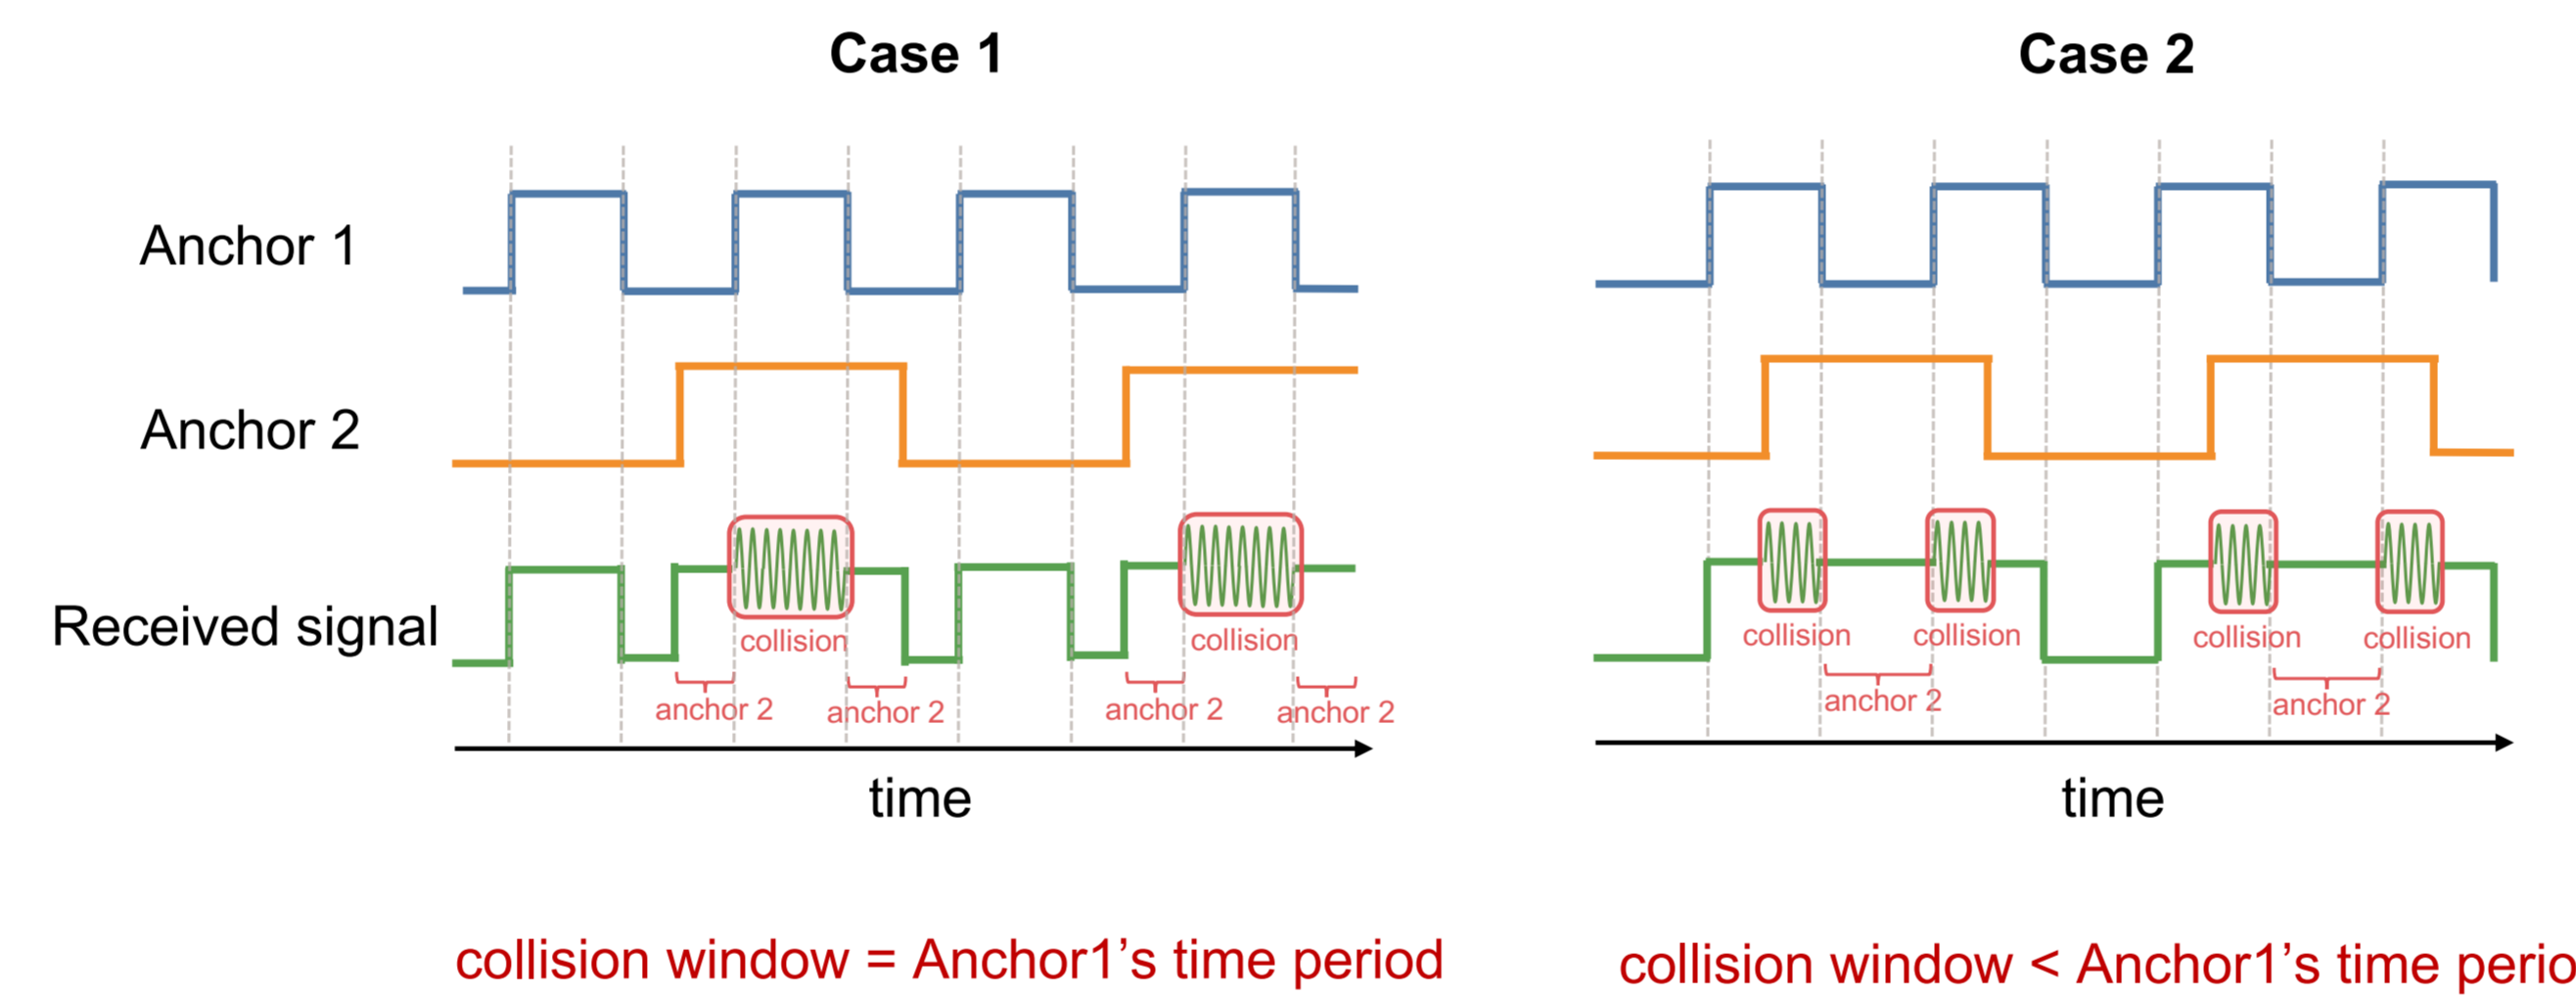 Case 1
Case 2
Anchor 1
Anchor 2
Received signal
collision
collision
anchor 2
anchor 2
anchor 2
anchor 2
time
collision
collision
collision
collision
anchor 2
anchor 2
time
collision window = Anchor1's time period
collision window < Anchor1's time perio